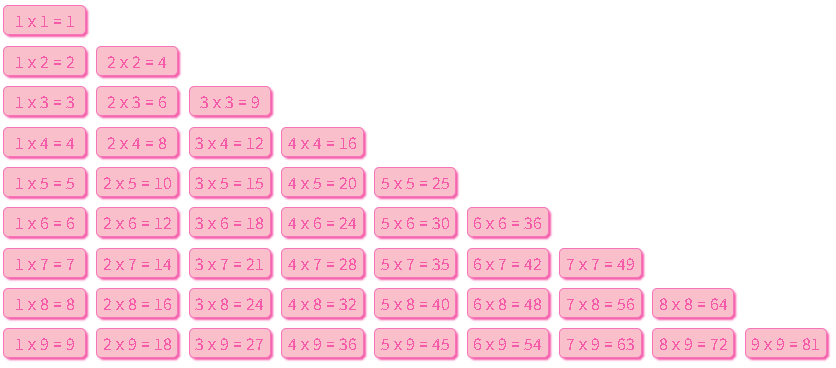 1 x 1 = 1
1 x 2 = 2 2 x 2 = 4
1 x 3 = 3 2 x 3 = 6 3 x 3 = 9
1 x 4 = 4 2 x 4 = 8 3 x 4 = 12 4 x 4 = 16
1 x 5 = 5 2 x 5 = 10 3 x 5 = 15 4 x 5 = 20 5 x 5 = 25
1 x 6 = 6 2 x 6 = 12 3 x 6 = 18 4 x 6 = 24 5 x 6 = 30 6 x 6 = 36
1 x 7 = 7 2 x 7 = 14 3 x 7 = 21 4 x 7 = 28 5 x 7 = 35 6 x 7 = 42 7 x 7 = 49
1 x 8 = 8 2 x 8 = 16 3 x 8 = 24 4 x 8 = 32 5 x 8 = 40 6 x 8 = 48 7 x 8 = 56 8 x 8 = 64
1 x 9 = 9 2 x 9 = 18 3 x 9 = 27 4 x 9 = 36 5 x 9 = 45 6 x 9 = 54 7 x 9 = 63 8 x 9 = 72 9 x 9 = 81